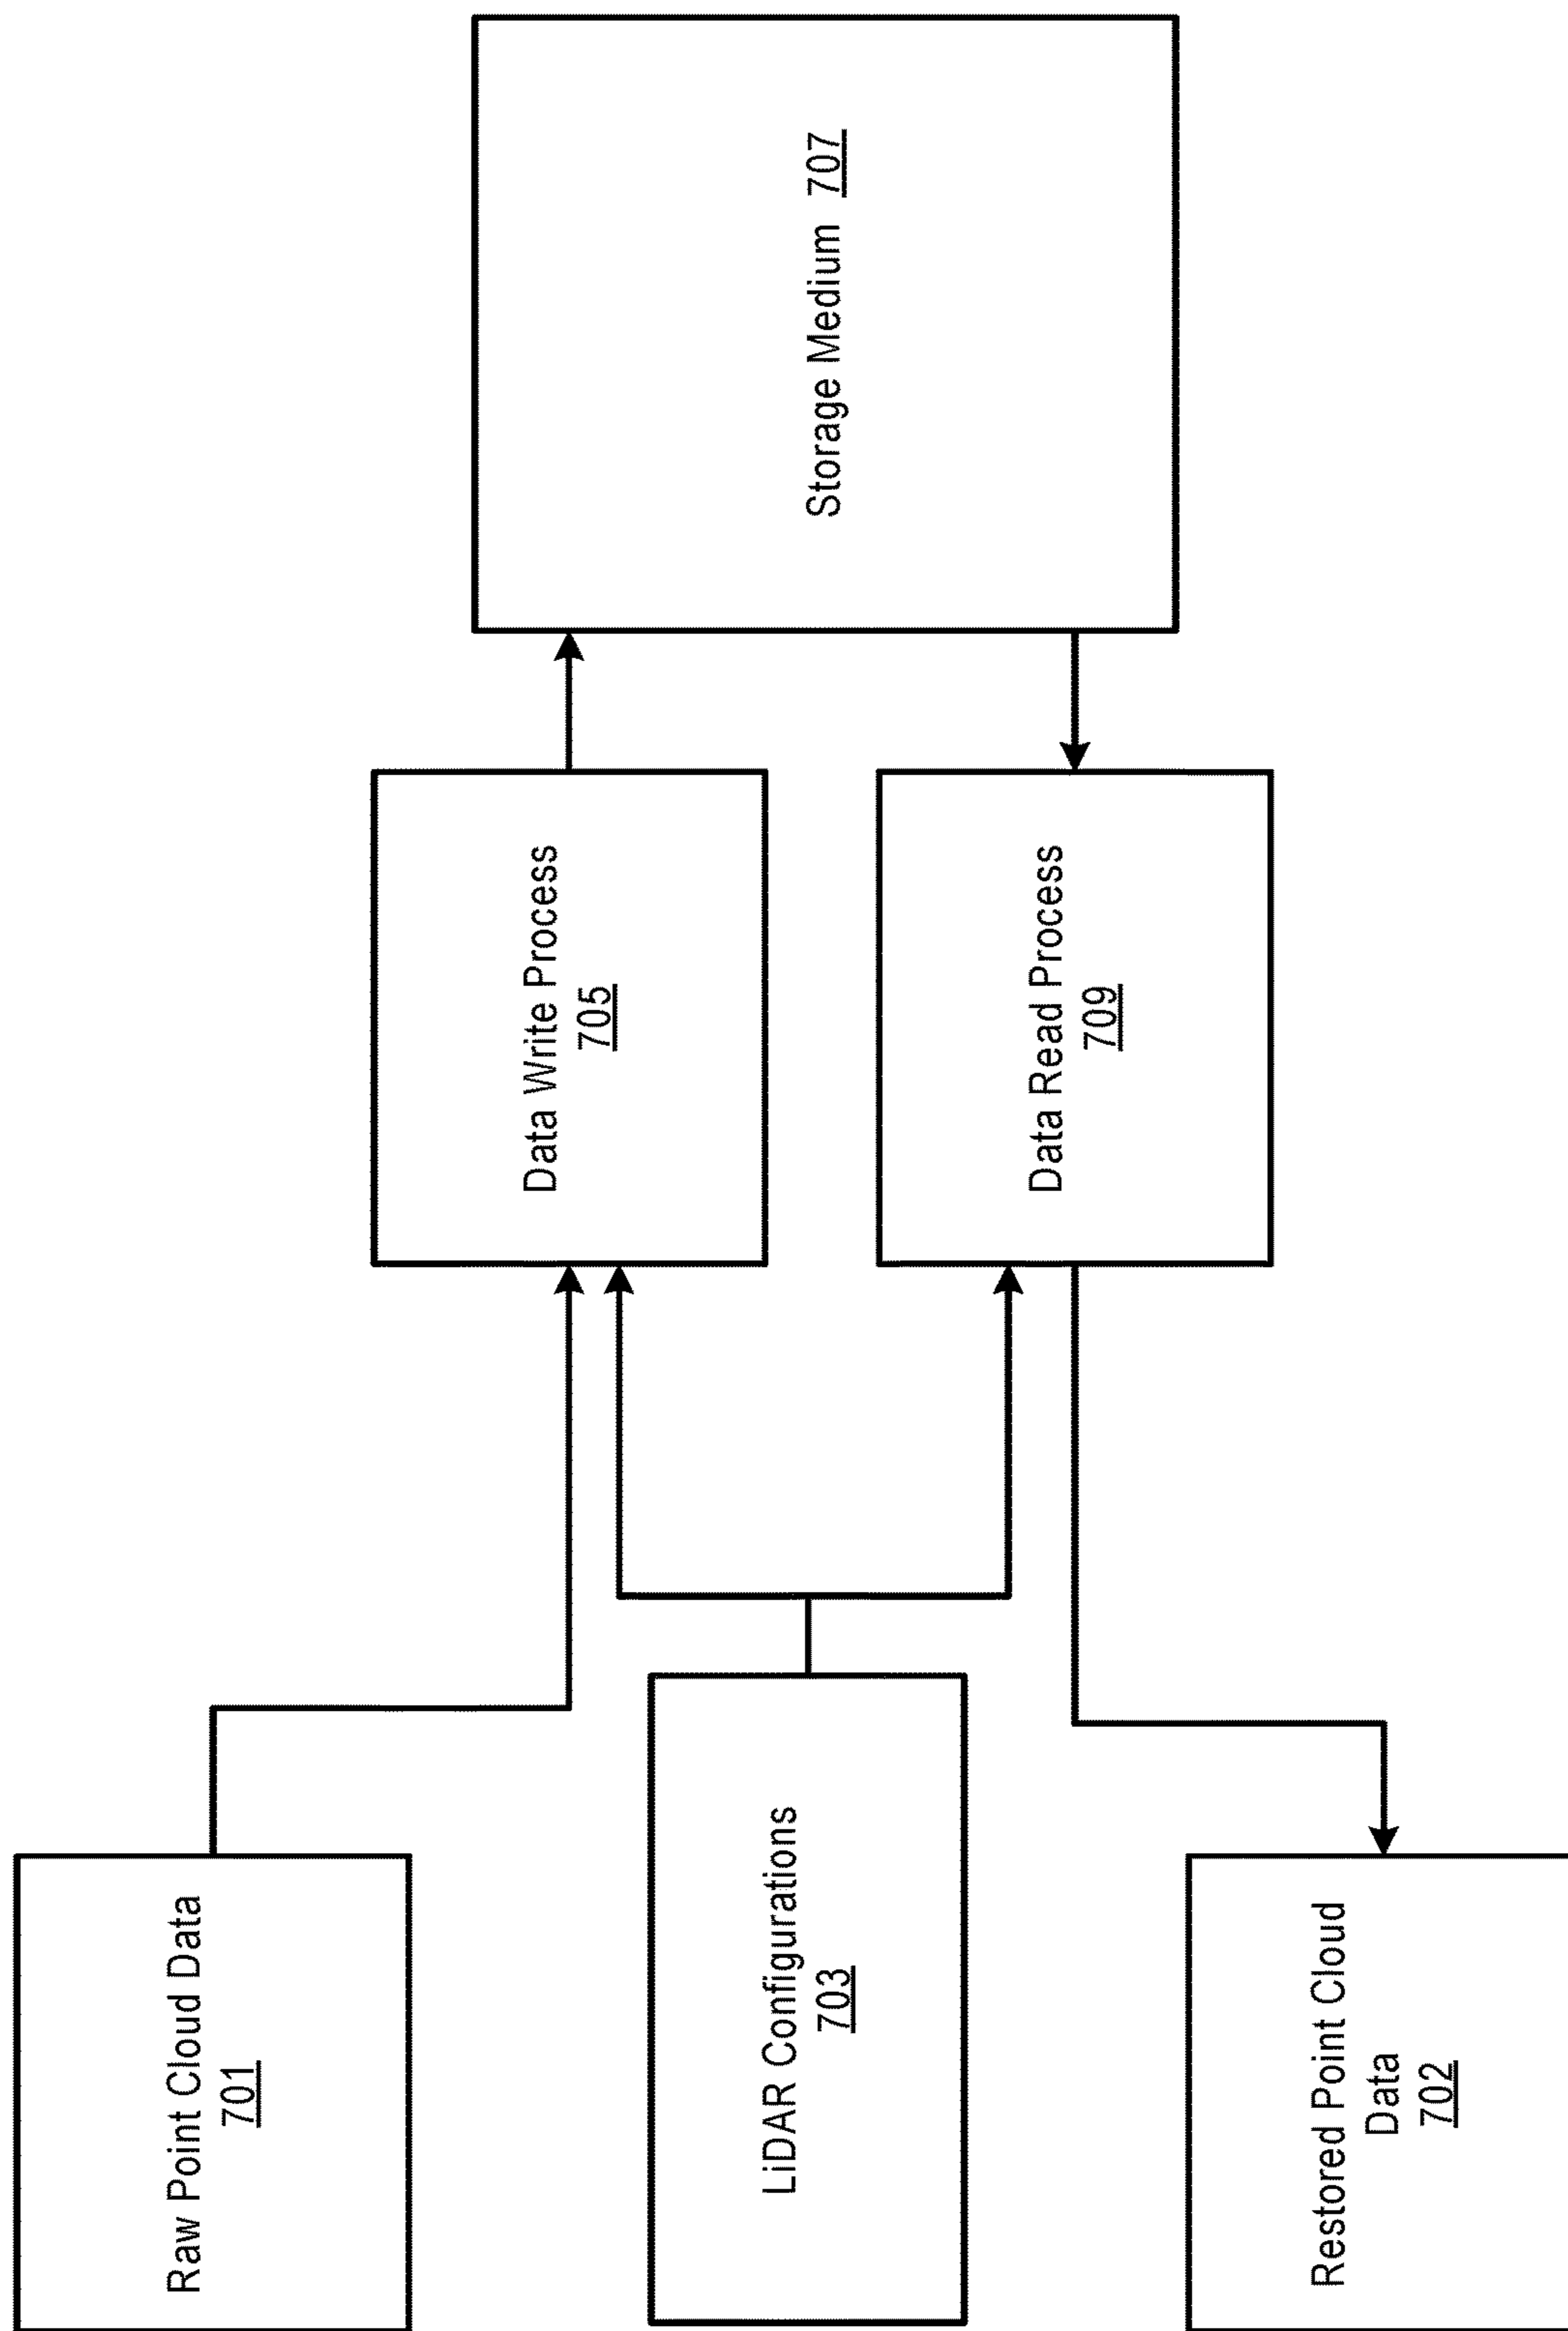 Raw Point Cloud Data
701
LiDAR Configurations
703
Restored Point Cloud
Data
702
Data Write Process
705
Data Read Process
709
Storage Medium 707